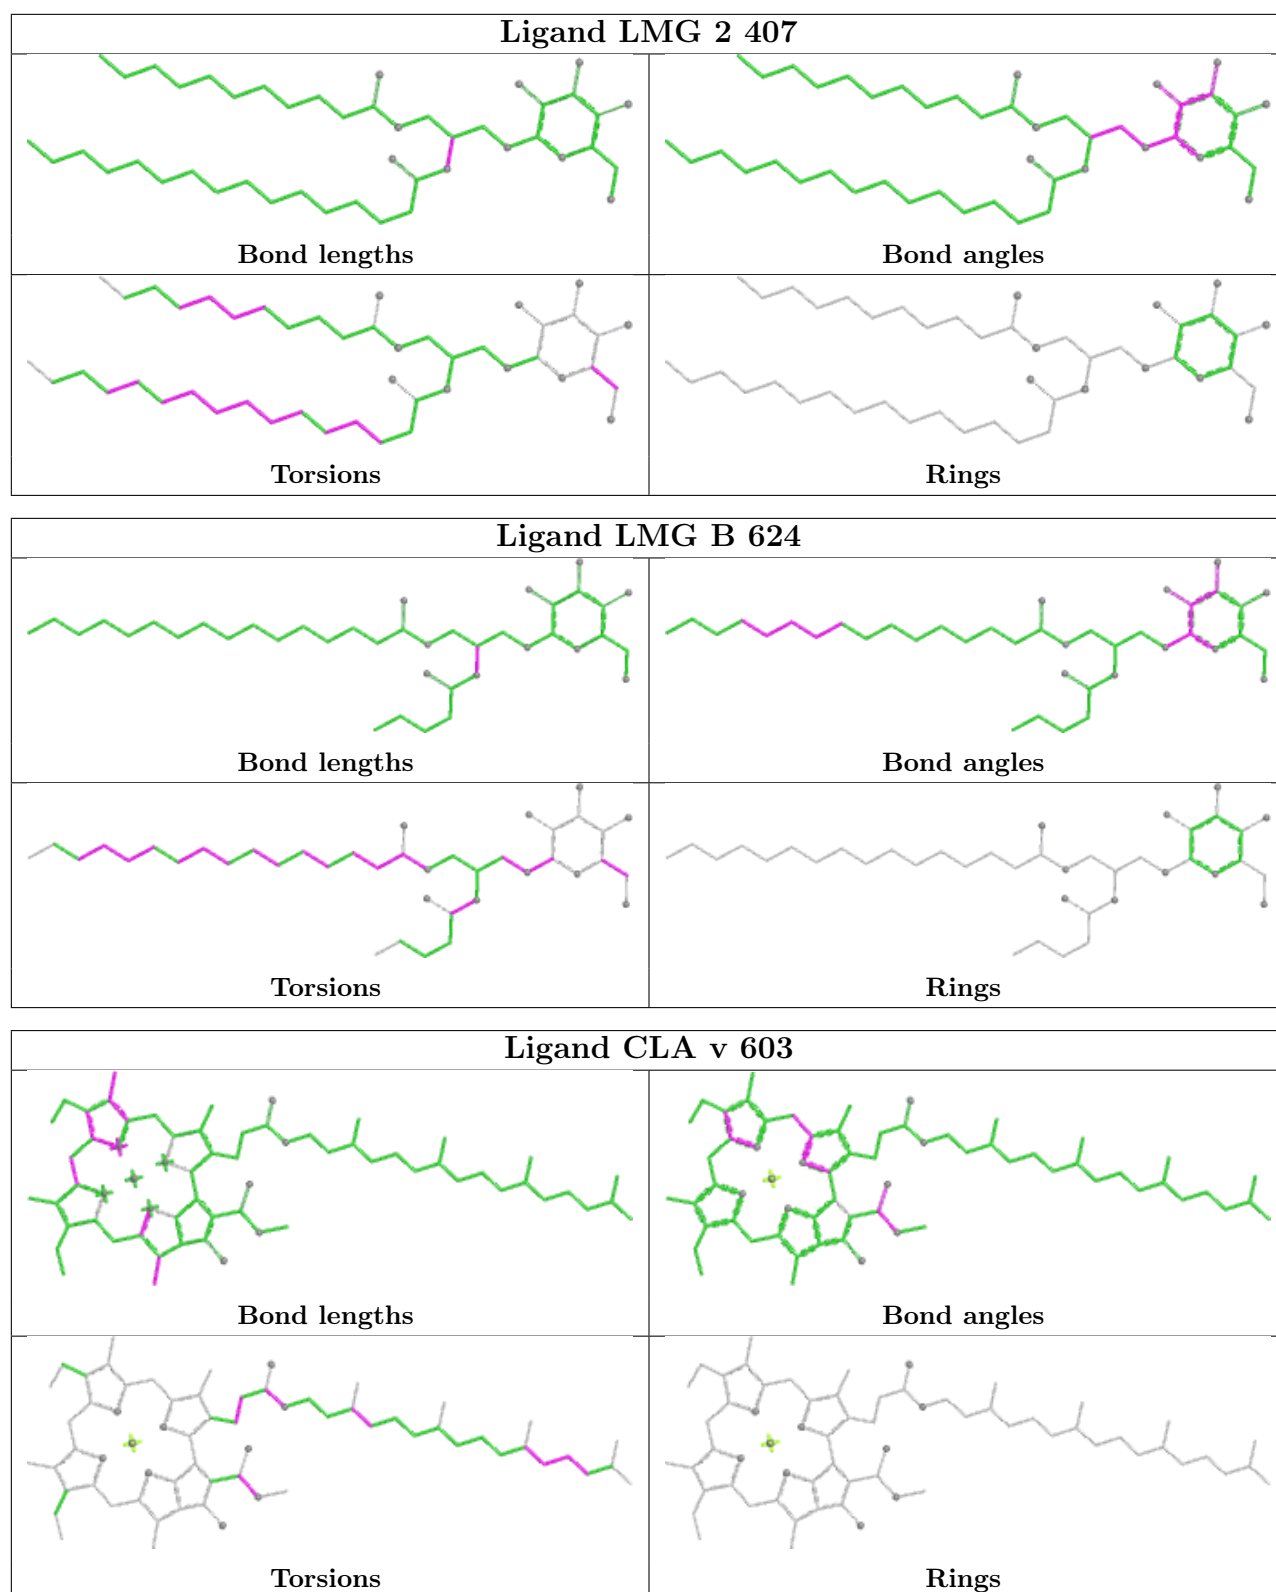 Ligand LMG 2 407
Bond lengths
Bond angles
Torsions
Rings
Ligand LMG B 624
Bond lengths
Bond angles
Torsions
Rings
Ligand CLA v 603
Bond lengths
Bond angles
Torsions
Rings